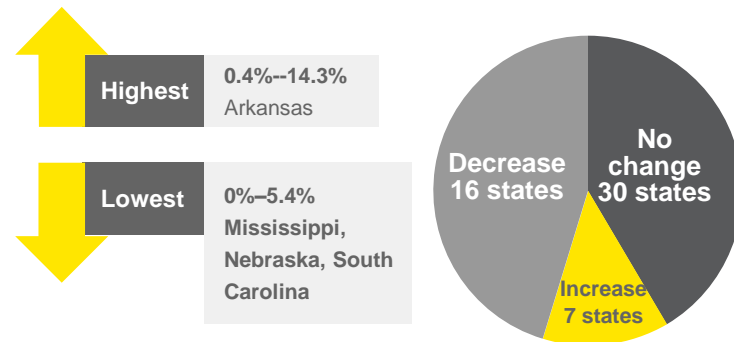 Highest
0.4%--14.3%
Arkansas
Lowest
0%–5.4%
Mississippi,
Nebraska, South
Carolina
Decrease
16 states
No
change
30 states
Increase
7 states